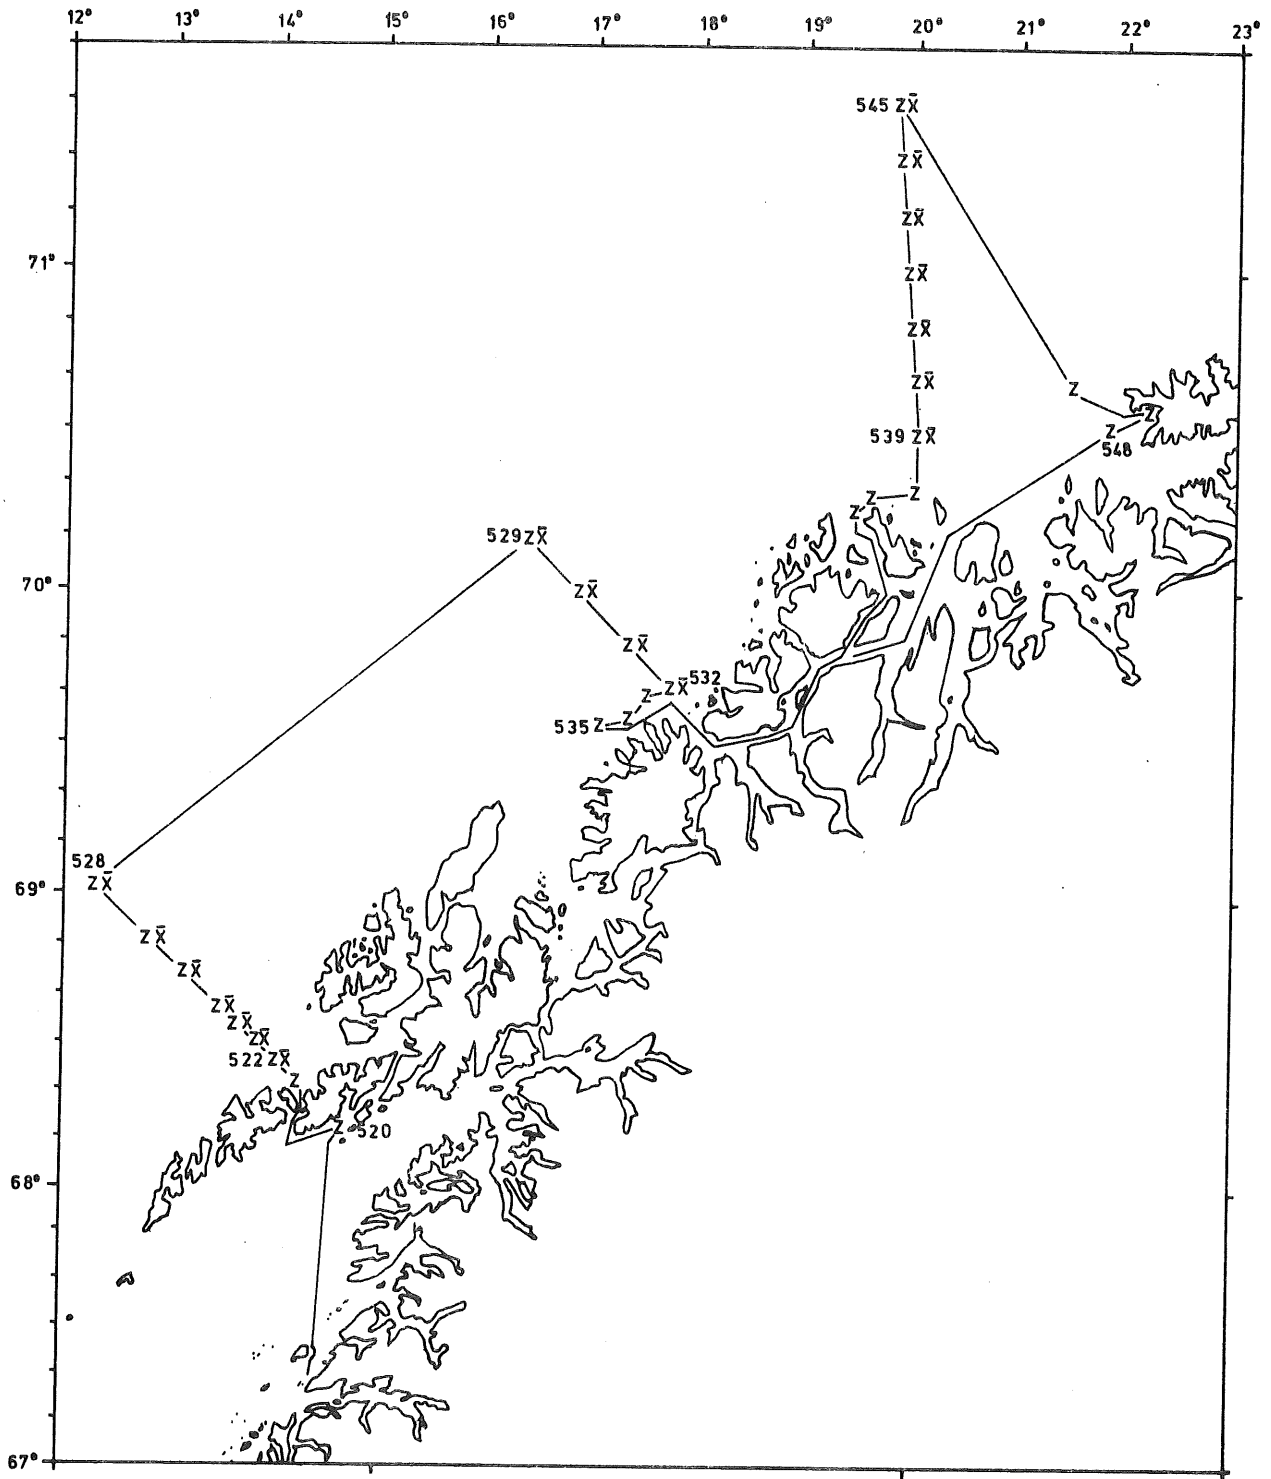 12° 13° 14° 15° 16° 17° 18° 19° 20° 21° 22° 23°
545 ZX̄
ZX̄
ZX̄
71°
ZX̄
ZX̄
ZX̄
Z
Z
539 ZX̄
Z
548
Z
Z
Z
529 ZX̄
70°
ZX̄
ZX̄
ZX̄ 532
Z
Z
535 Z
528
ZX̄
69°
ZX̄
ZX̄
ZX̄
ZX̄
ZX̄
522 ZX̄
Z
Z 520
68°
67°